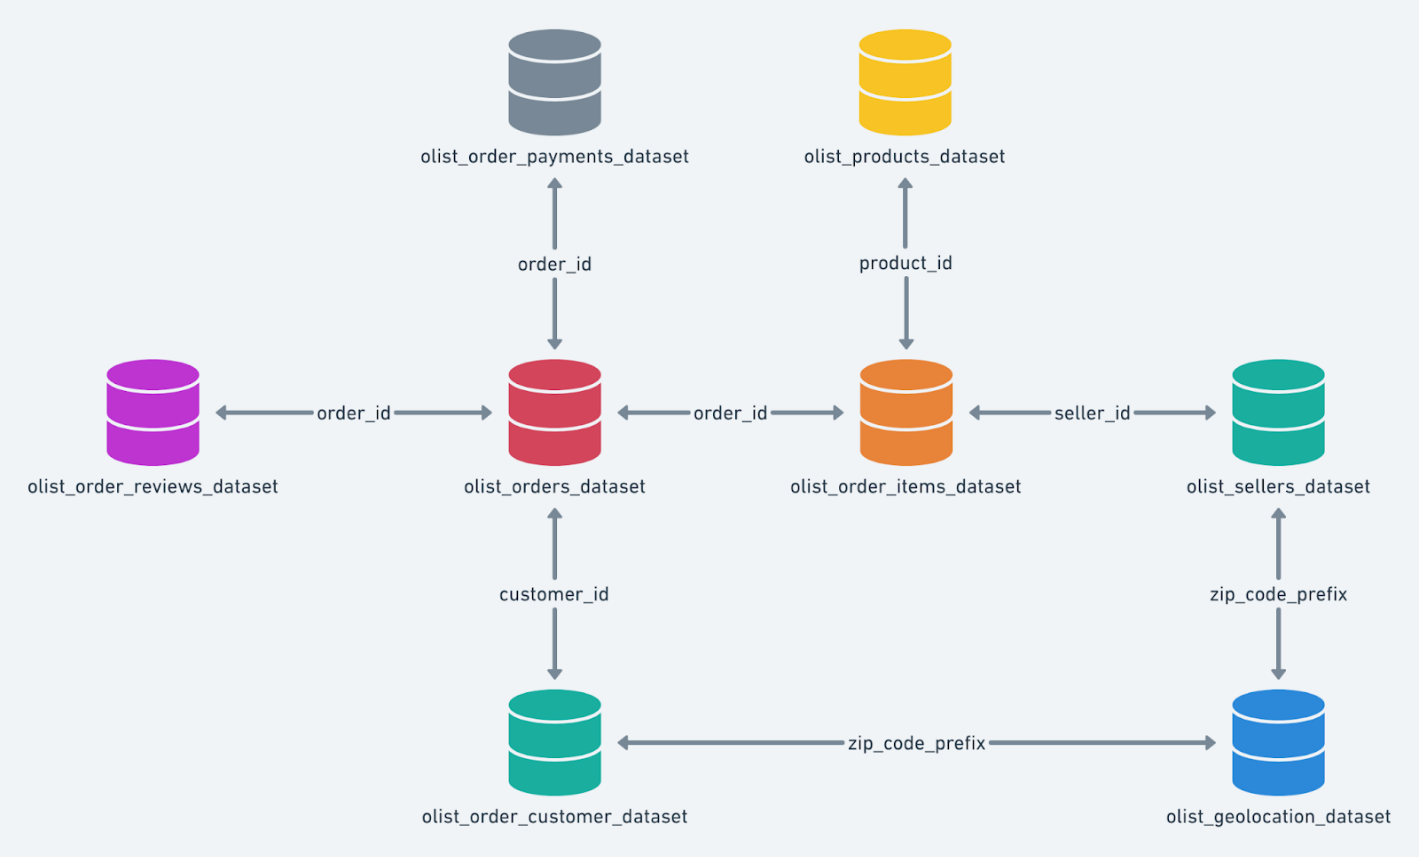 olist_order_payments_dataset
olist_products_dataset
order_id
product_id
order_id
order_id
seller_id
olist_order_reviews_dataset
olist_orders_dataset
olist_order_items_dataset
olist_sellers_dataset
customer_id
zip_code_prefix
zip_code_prefix
olist_order_customer_dataset
olist_geolocation_dataset